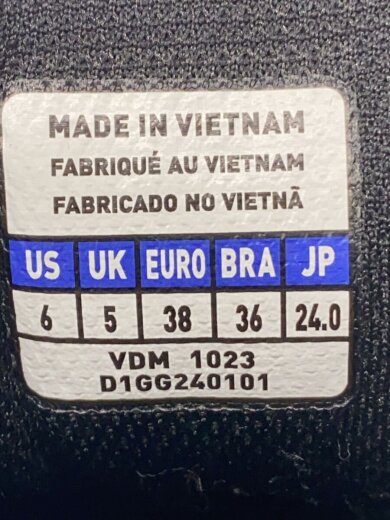 MADE IN VIETNAM
FABRIQUÉ AU VIETNAM
FABRICADO NO VIETNÃ
US UK EURO BRA JP
6 5 38 36 24.0
VDM 1023
D1GG240101